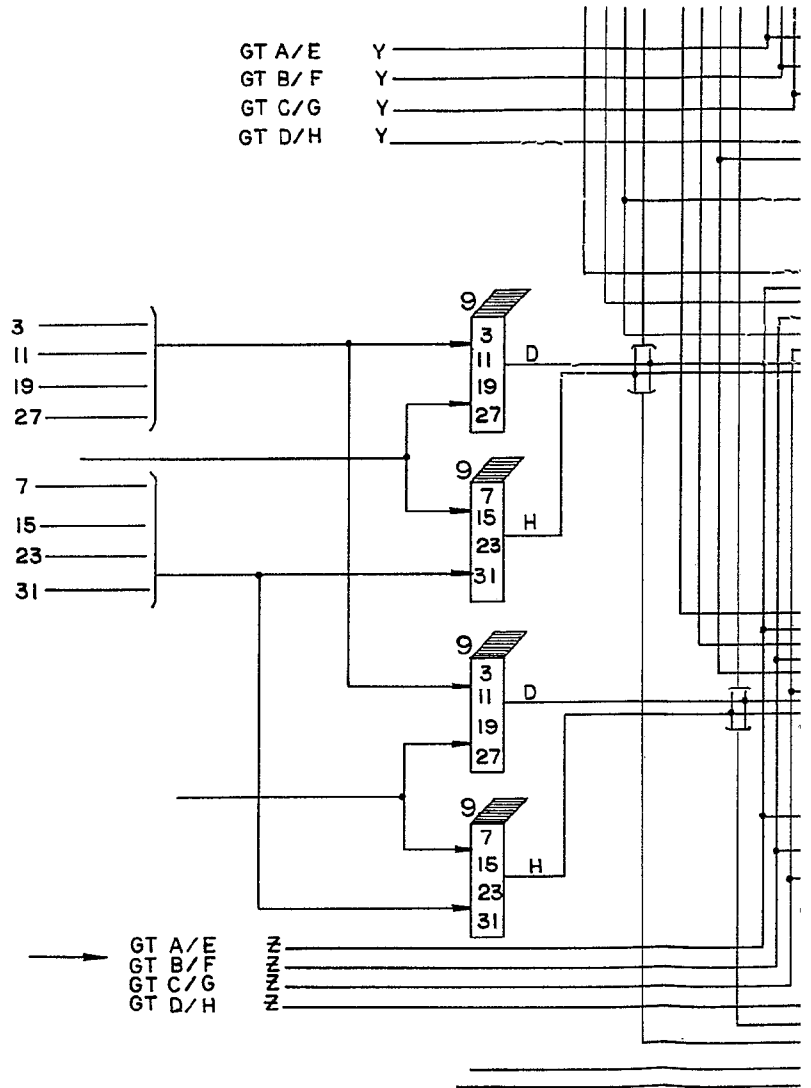 GT A/E Y
GT B/F Y
GT C/G Y
GT D/H Y
9
3
11
19
27
3
11
19
27
D
9
7
15
23
31
7
15
23
31
H
9
3
11
19
27
D
9
7
15
23
31
H
GT A/E Z
GT B/F Z
GT C/G Z
GT D/H Z